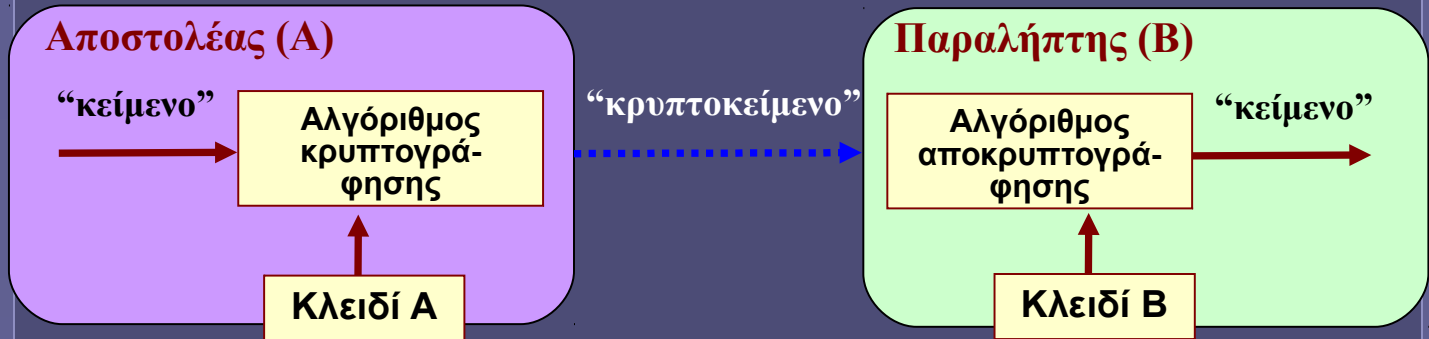 Αποστολέας (Α)
“κείμενο”
Αλγόριθμος
κρυπτογρά-
φησης
Κλειδί Α
“κρυπτοκείμενο”
Παραλήπτης (Β)
Αλγόριθμος
αποκρυπτογρά-
φησης
“κείμενο”
Κλειδί Β